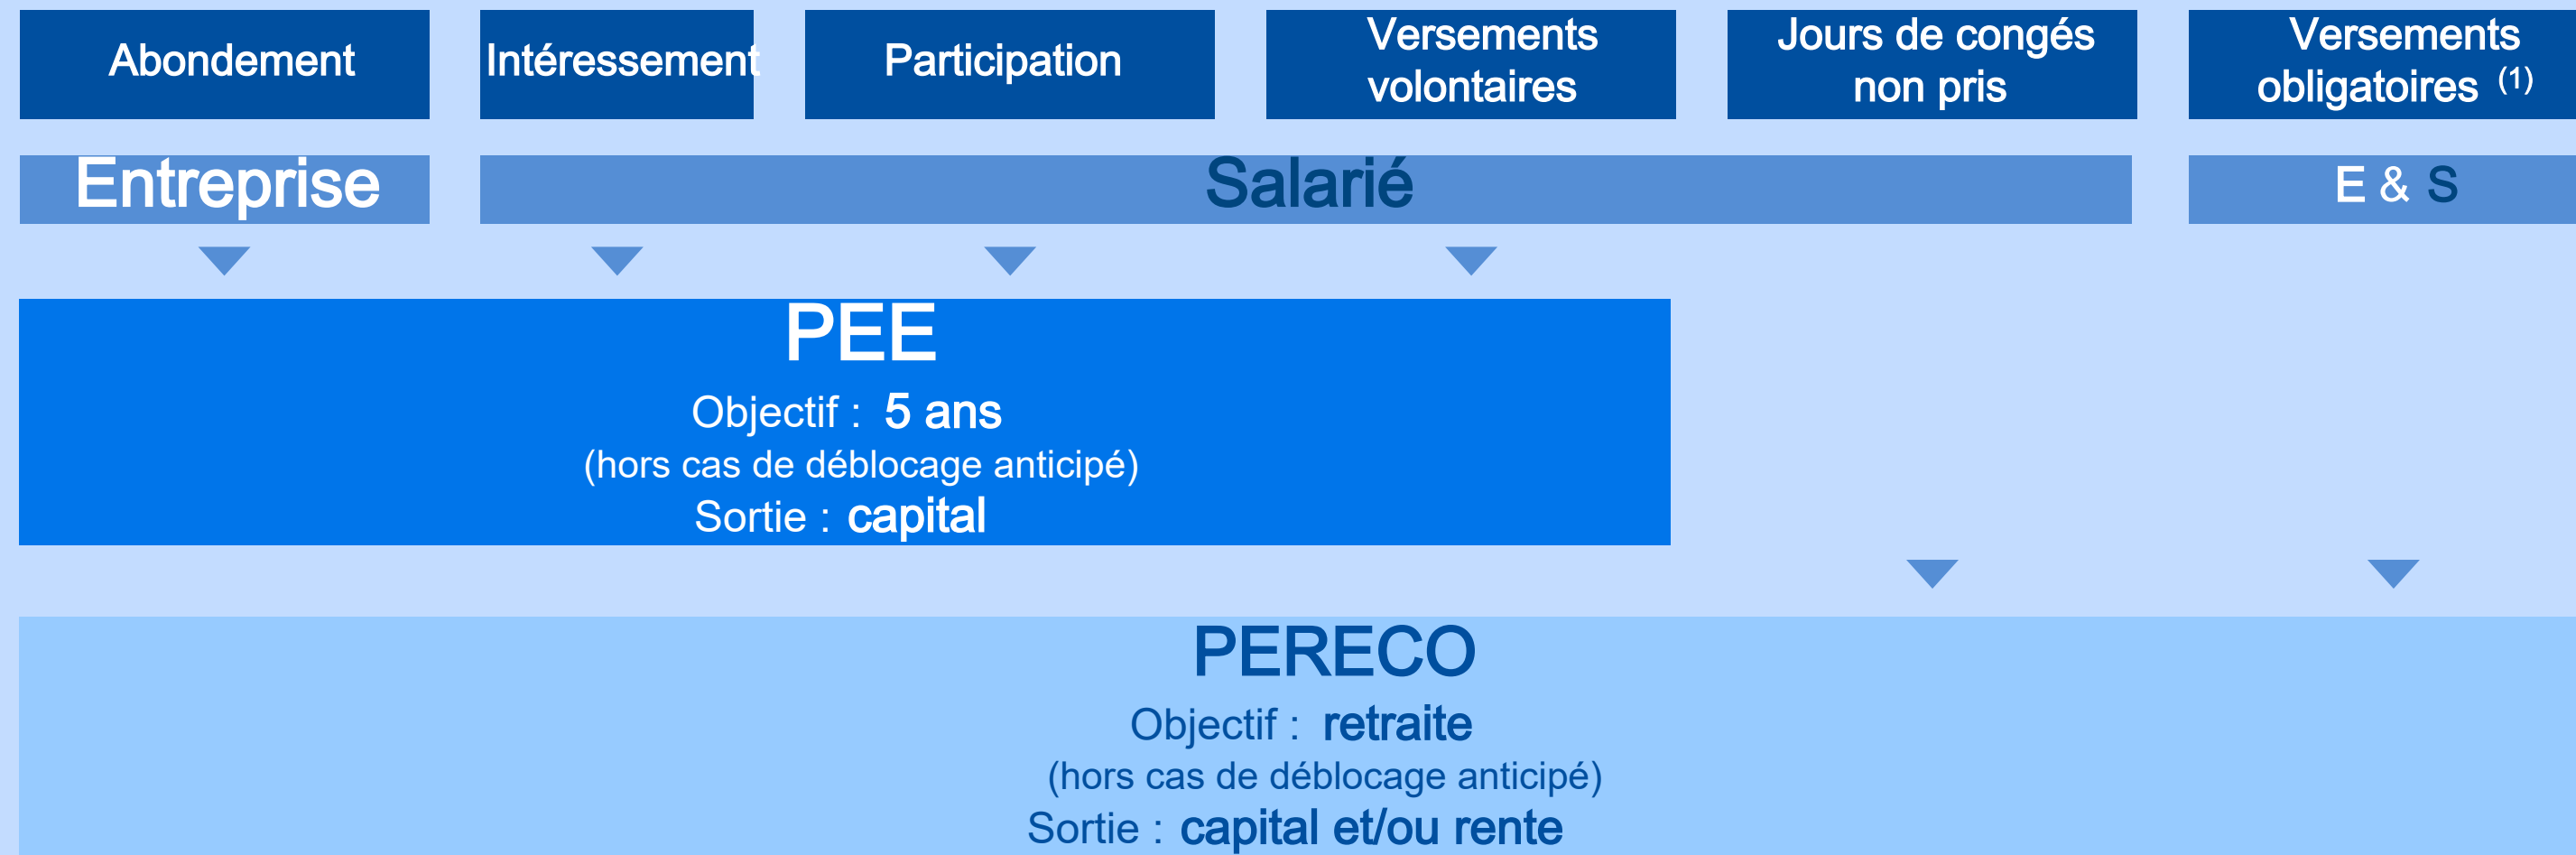 Abondement
Intéressement
Participation
Versements
volontaires
Jours de congés
non pris
Versements
obligatoires (1)
Entreprise
Salarié
E & S
PEE
Objectif : 5 ans
(hors cas de déblocage anticipé)
Sortie : capital
PERECO
Objectif : retraite
(hors cas de déblocage anticipé)
Sortie : capital et/ou rente